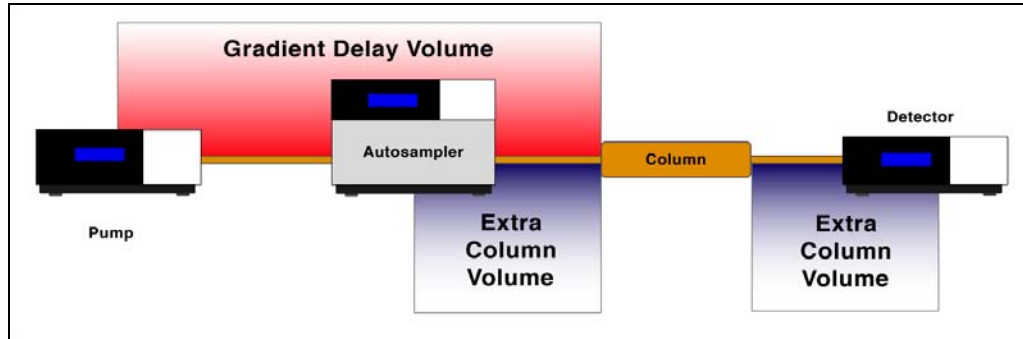 Gradient Delay Volume
Detector
Autosampler
Column
Pump
Extra
Column
Volume
Extra
Column
Volume